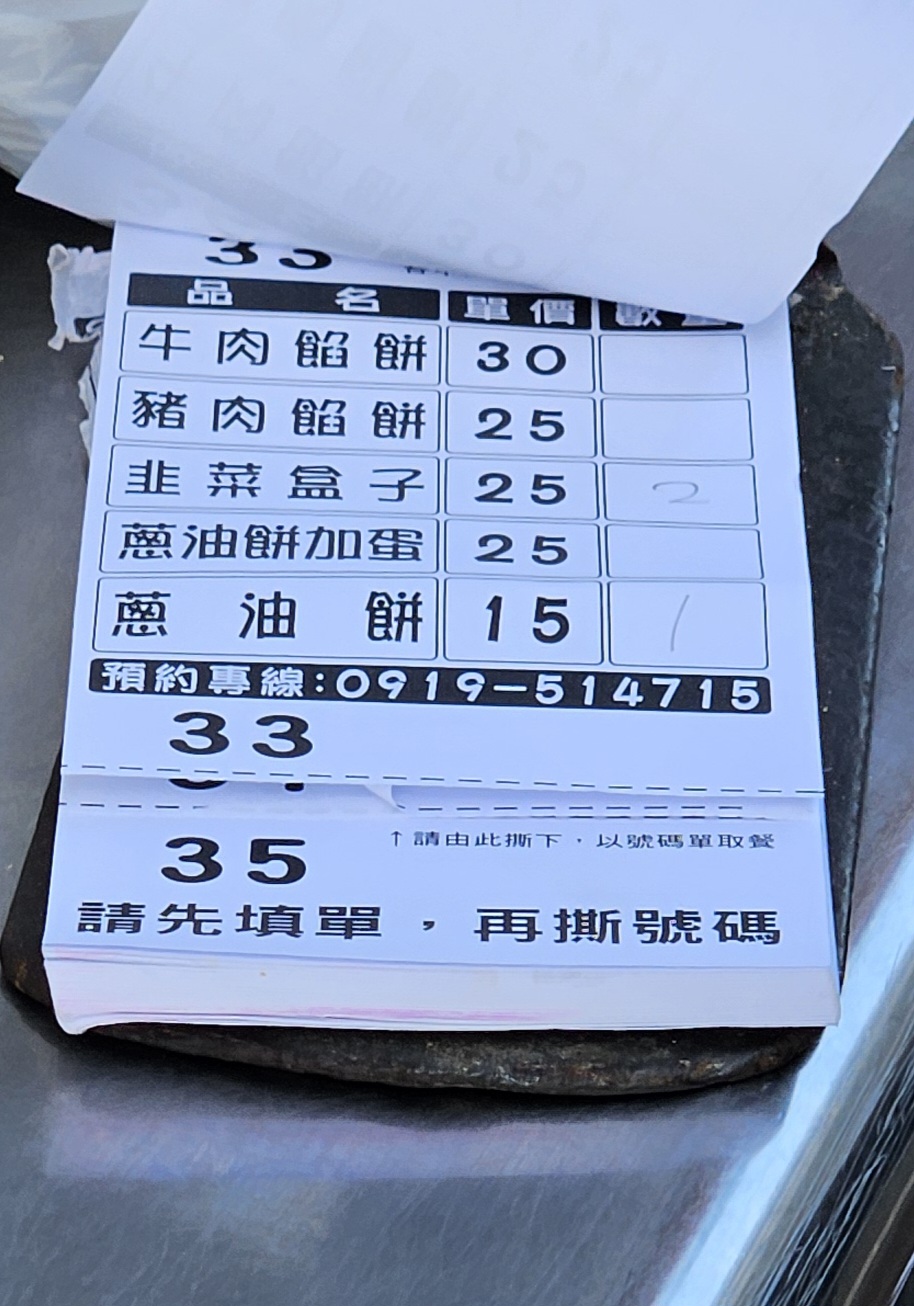 33
品名 單價 數量
牛肉餡餅 30
豬肉餡餅 25
韭菜盒子 25 2
蔥油餅加蛋 25
蔥油餅 15 1
預約專線:0919-514715
33
35 ↑請由此撕下,以號碼單取餐
請先填單,再撕號碼